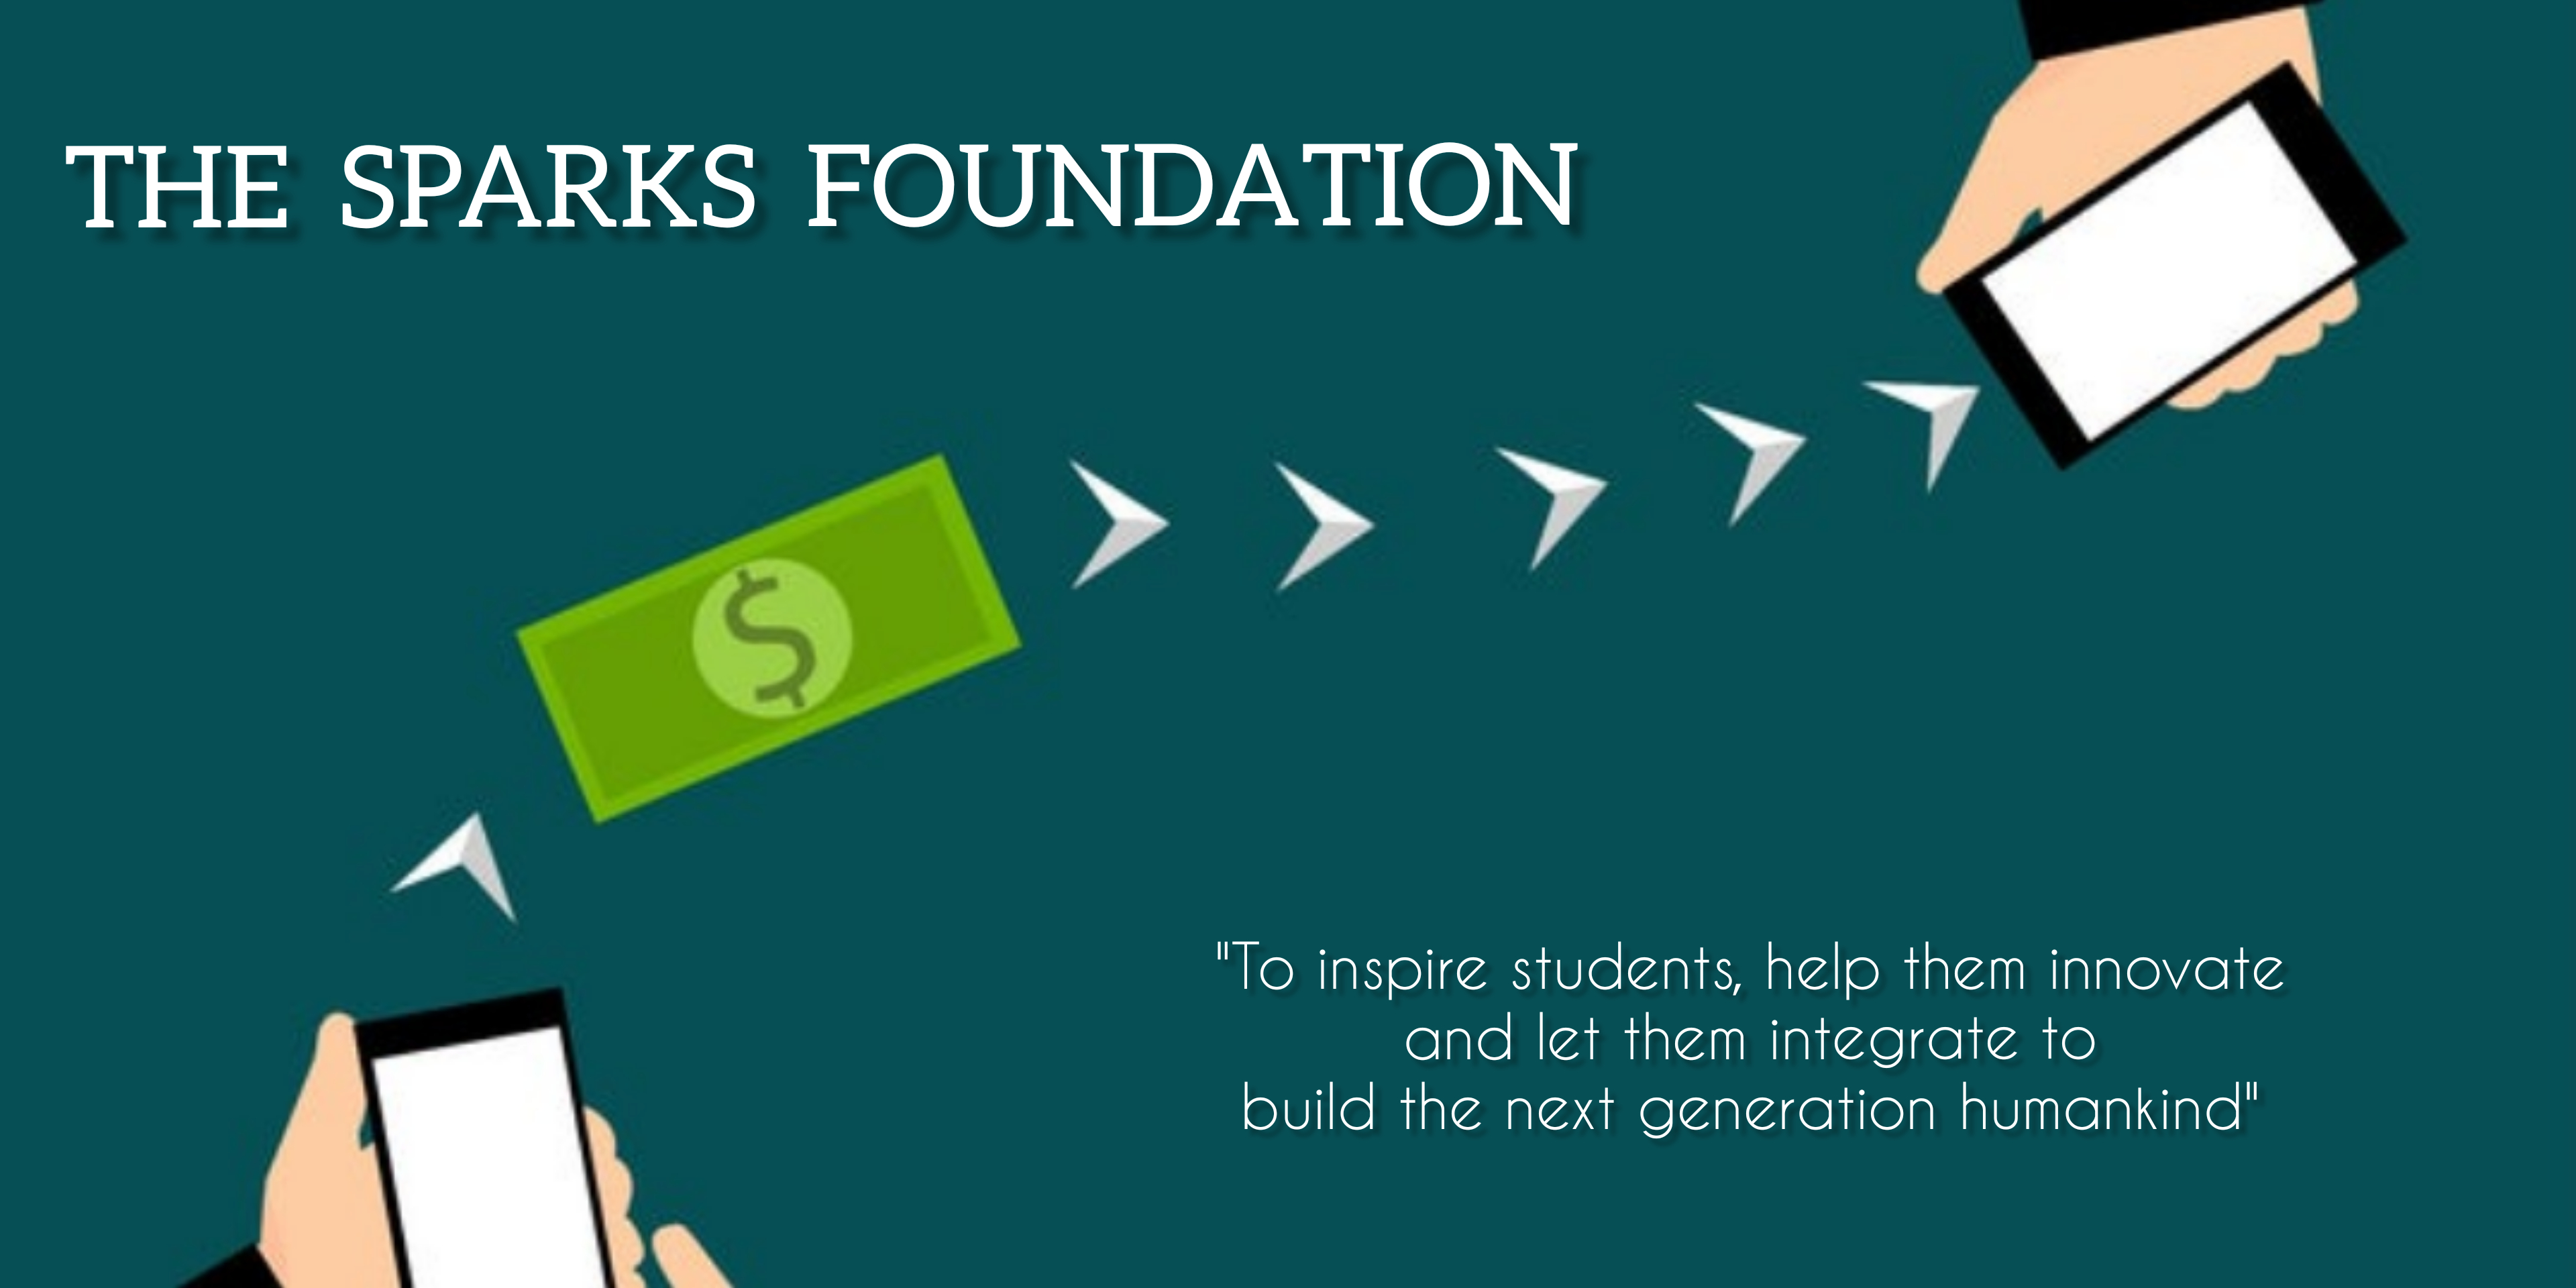 THE SPARKS FOUNDATION
$
"To inspire students, help them innovate
and let them integrate to
build the next generation humankind"